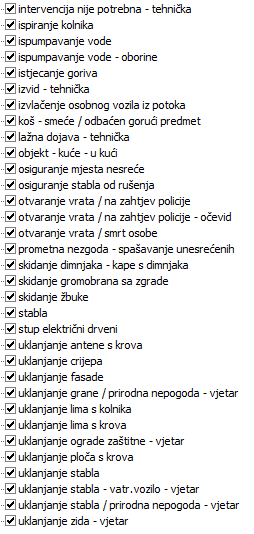 intervencija nije potrebna - tehnička
ispiranje kolnika
ispumpavanje vode
ispumpavanje vode - oborine
istjecanje goriva
izvid - tehnička
izvlačenje osobnog vozila iz potoka
koš - smeće / odbačen gorući predmet
lažna dojava - tehnička
objekt - kuće - u kući
osiguranje mjesta nesreće
osiguranje stabla od rušenja
otvaranje vrata / na zahtjev policije
otvaranje vrata / na zahtjev policije - očevid
otvaranje vrata / smrt osobe
prometna nezgoda - spašavanje unesrećenih
skidanje dimnjaka - kape s dimnjaka
skidanje gromobrana sa zgrade
skidanje žbuke
stabla
stup električni drveni
uklanjanje antene s krova
uklanjanje crijepa
uklanjanje fasade
uklanjanje grane / prirodna nepogoda - vjetar
uklanjanje lima s kolnika
uklanjanje lima s krova
uklanjanje ograde zaštitne - vjetar
uklanjanje ploča s krova
uklanjanje stabla
uklanjanje stabla - vatr.vozilo - vjetar
uklanjanje stabla / prirodna nepogoda - vjetar
uklanjanje zida - vjetar